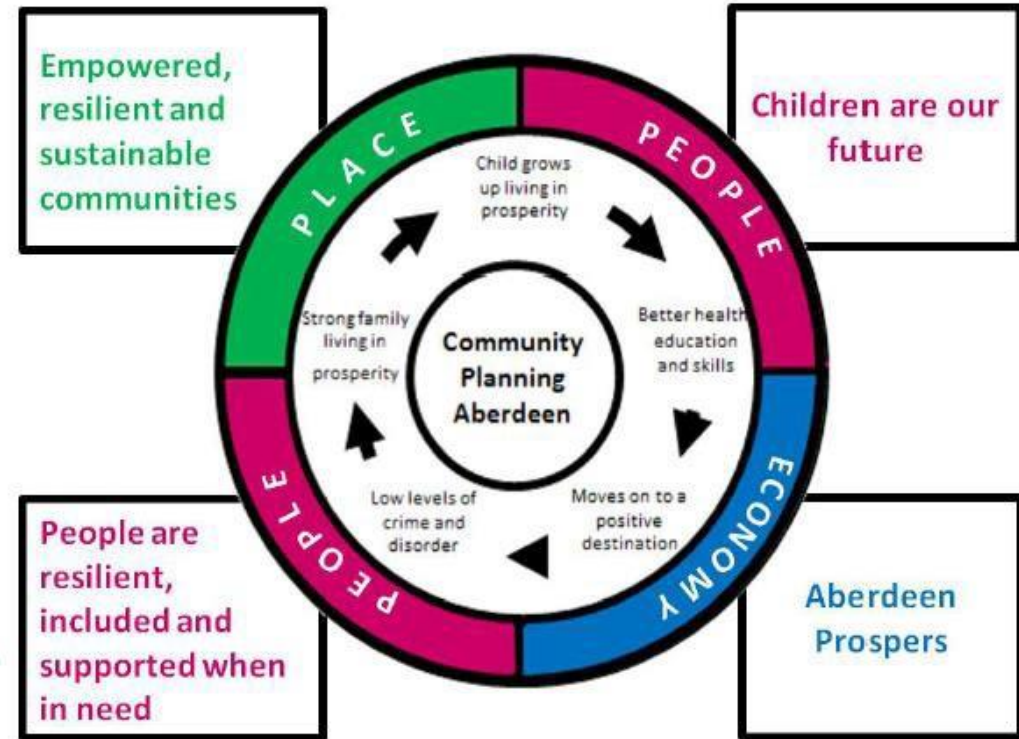 Empowered,
resilient and
sustainable
communities
Children are our
future
PLACE
PEOPLE
Child grows
up living in
prosperity
Strong family
living in
prosperity
Community
Planning
Aberdeen
Better health
education
and skills
Low levels of
crime and
disorder
Moves on to a
positive
destination
PEOPLE
ECONOMY
People are
resilient,
included and
supported when
in need
Aberdeen
Prospers